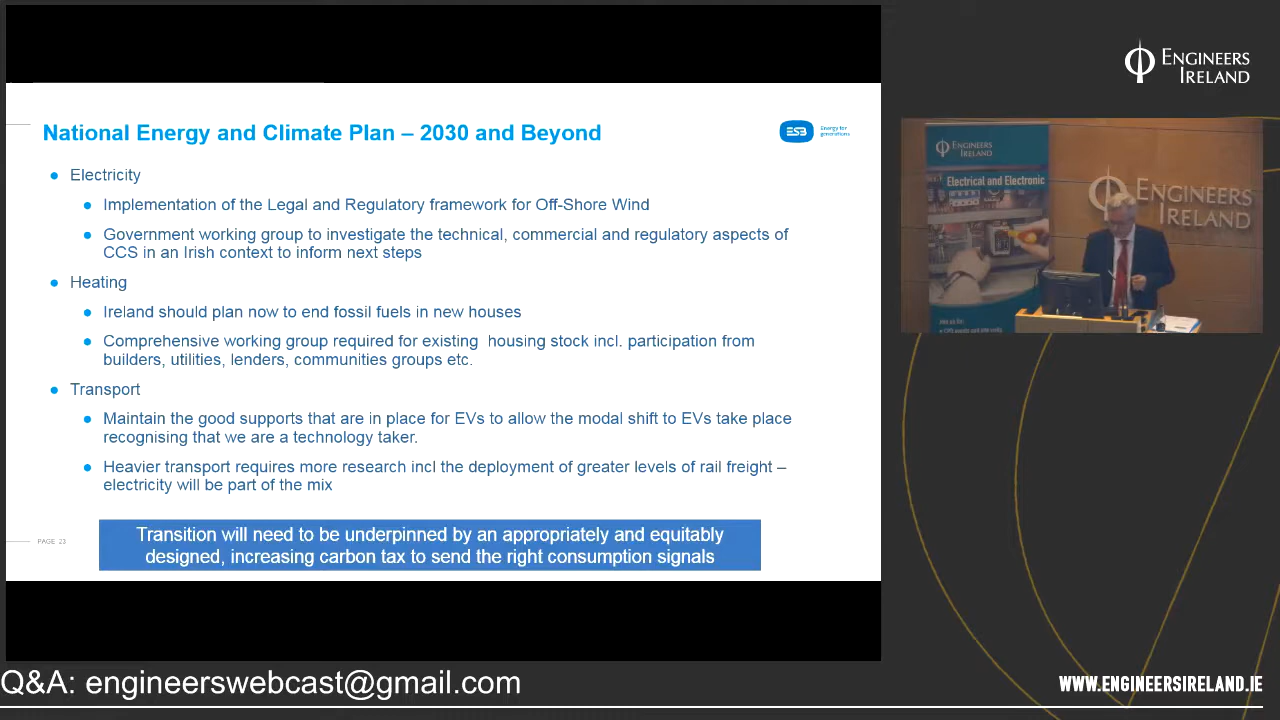 National Energy and Climate Plan – 2030 and Beyond
ESB
Energy for
generations
Electricity
Implementation of the Legal and Regulatory framework for Off-Shore Wind
Government working group to investigate the technical, commercial and regulatory aspects of
CCS in an Irish context to inform next steps
Heating
Ireland should plan now to end fossil fuels in new houses
Comprehensive working group required for existing housing stock incl. participation from
builders, utilities, lenders, communities groups etc.
Transport
Maintain the good supports that are in place for EVs to allow the modal shift to EVs take place
recognising that we are a technology taker.
Heavier transport requires more research incl the deployment of greater levels of rail freight –
electricity will be part of the mix
Transition will need to be underpinned by an appropriately and equitably
designed, increasing carbon tax to send the right consumption signals
PAGE 23
ENGINEERS
IRELAND
ENGINEERS
IRELAND
Electrical and Electronic
ENGINEERS
IRELAND
Q&A: engineerswebcast@gmail.com
WWW.ENGINEERSIRELAND.IE